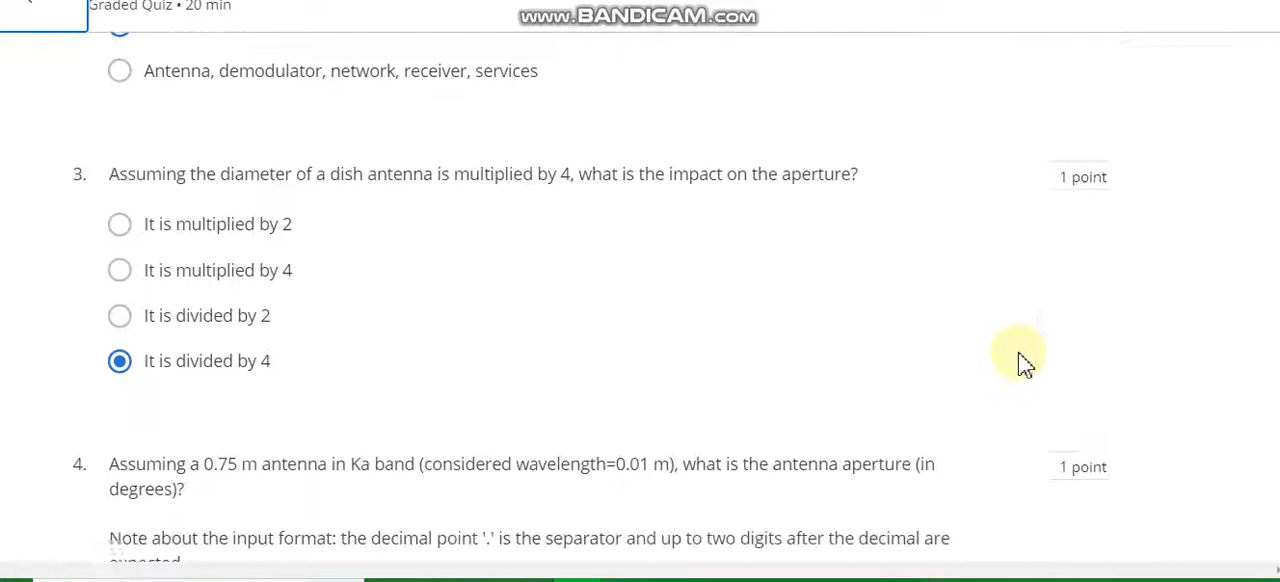 Graded Quiz • 20 min
www.BANDICAM.com
Antenna, demodulator, network, receiver, services
3. Assuming the diameter of a dish antenna is multiplied by 4, what is the impact on the aperture?
1 point
It is multiplied by 2
It is multiplied by 4
It is divided by 2
It is divided by 4
4. Assuming a 0.75 m antenna in Ka band (considered wavelength=0.01 m), what is the antenna aperture (in
1 point
degrees)?
Note about the input format: the decimal point '.' is the separator and up to two digits after the decimal are